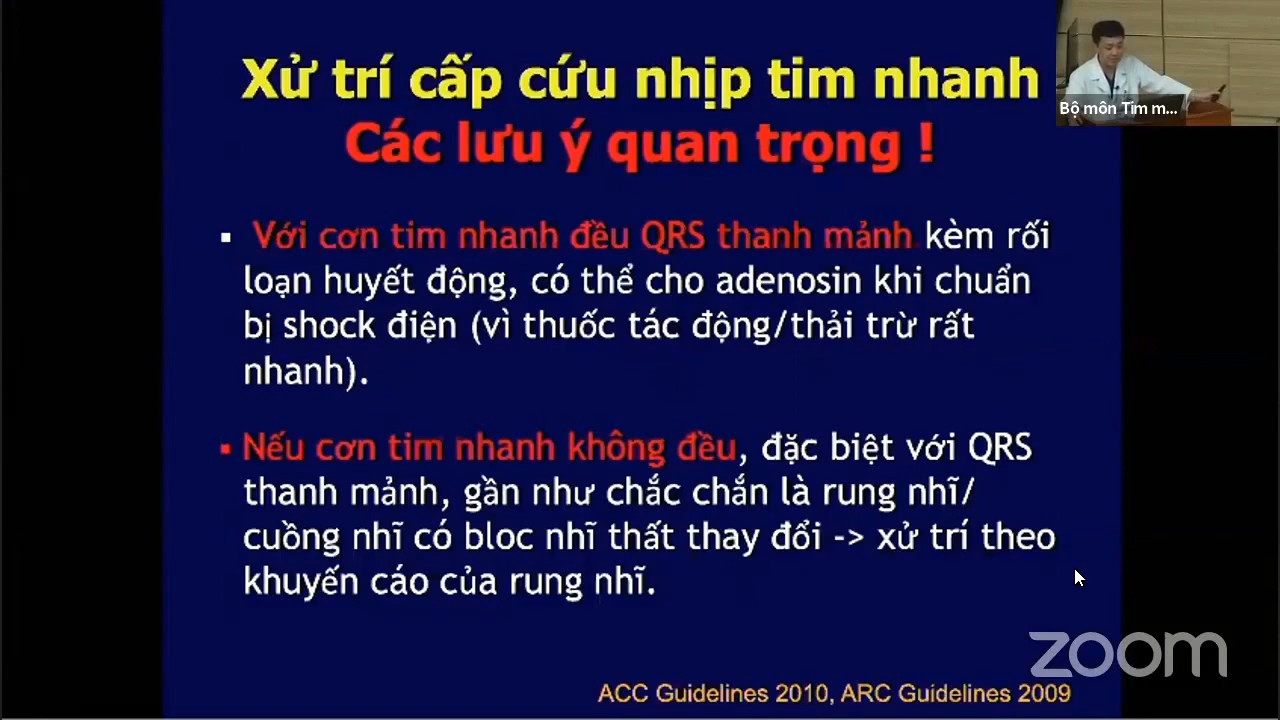 Xử trí cấp cứu nhịp tim nhanh
Các lưu ý quan trọng !
Bộ môn Tim m...
▪ Với cơn tim nhanh đều QRS thanh mảnh kèm rối
loạn huyết động, có thể cho adenosin khi chuẩn
bị shock điện (vì thuốc tác động/thải trừ rất
nhanh).
▪ Nếu cơn tim nhanh không đều, đặc biệt với QRS
thanh mảnh, gần như chắc chắn là rung nhĩ/
cuồng nhĩ có bloc nhĩ thất thay đổi -> xử trí theo
khuyến cáo của rung nhĩ.
zoom
ACC Guidelines 2010, ARC Guidelines 2009